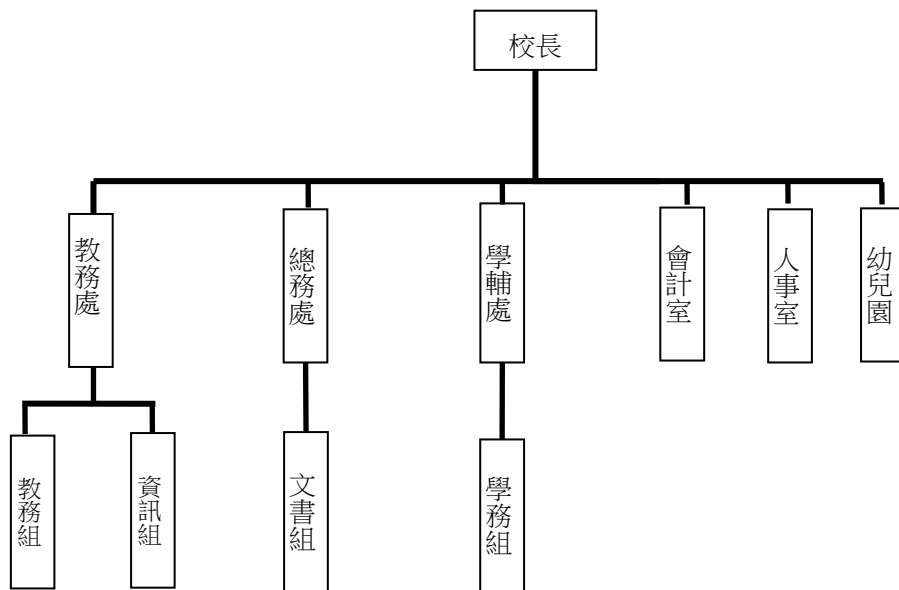 校長
教務處
總務處
學輔處
會計室
人事室
幼兒園
教務組
資訊組
文書組
學務組